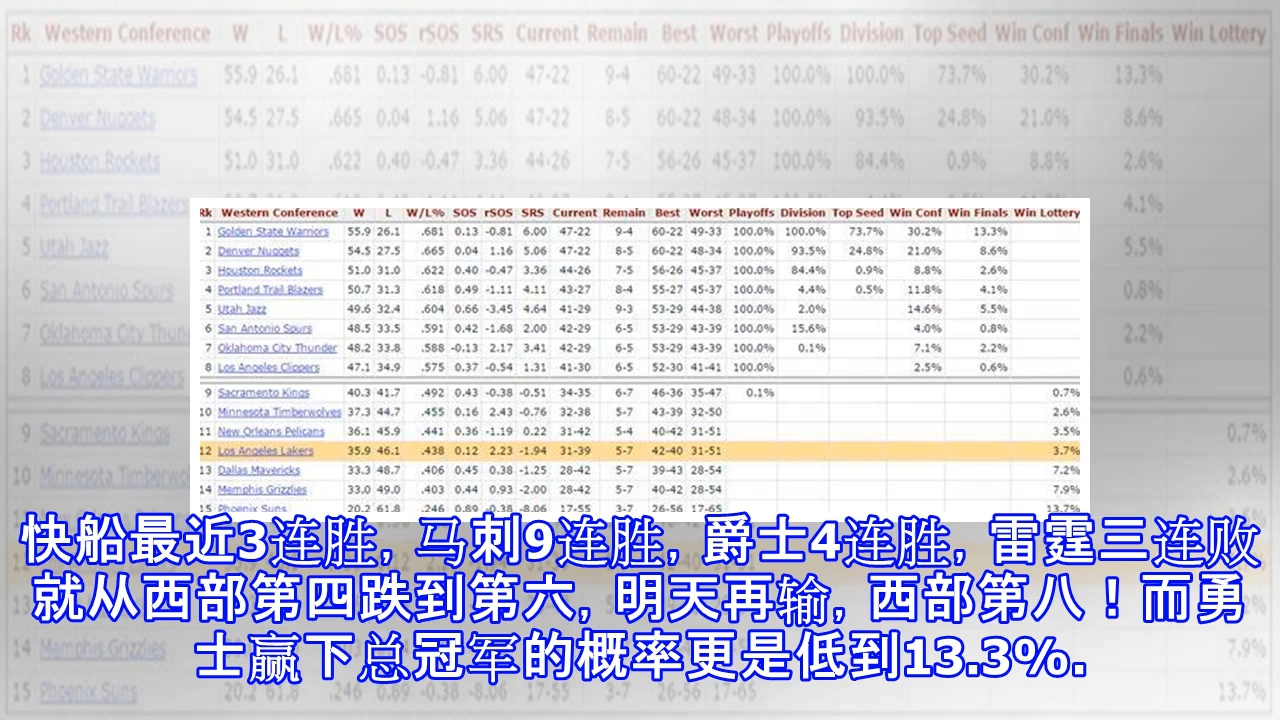 Rk Western Conference W L W/L% SOS rSOS SRS Current Remain Best Worst Playoffs Division Top Seed Win Conf Win Finals Win Lottery
1 Golden State Warriors 55.9 26.1 .681 0.13 -0.81 6.00 47-22 9-4 60-22 49-33 100.0% 100.0% 73.7% 30.2% 13.3%
2 Denver Nuggets 54.5 27.5 .665 0.04 1.16 5.06 47-22 8-5 60-22 48-34 100.0% 93.5% 24.8% 21.0% 8.6%
3 Houston Rockets 51.0 31.0 .622 0.40 -0.47 3.36 44-26 7-5 56-26 45-37 100.0% 84.4% 0.9% 8.8% 2.6%
4 Portland Trail Blazers 50.7 31.3 .618 0.49 -1.11 4.11 43-27 8-4 55-27 45-37 100.0% 4.4% 0.5% 11.8% 4.1%
5 Utah Jazz 49.6 32.4 .604 0.66 -3.45 4.64 41-29 9-3 53-29 44-38 100.0% 2.0% 14.6% 5.5%
6 San Antonio Spurs 48.5 33.5 .591 0.42 -1.68 2.00 42-29 6-5 53-29 43-39 100.0% 15.6% 4.0% 0.8%
7 Oklahoma City Thunder 48.2 33.8 .588 -0.13 2.17 3.41 42-29 6-5 53-29 43-39 100.0% 0.1% 7.1% 2.2%
8 Los Angeles Clippers 47.1 34.9 .575 0.37 -0.54 1.31 41-30 6-5 52-30 41-41 100.0% 2.5% 0.6%
9 Sacramento Kings 40.3 41.7 .492 0.43 -0.38 -0.51 34-35 6-7 46-36 35-47 0.1% 0.7%
10 Minnesota Timberwolves 37.3 44.7 .455 0.16 2.43 -0.76 32-38 5-7 43-39 32-50 2.6%
11 New Orleans Pelicans 36.1 45.9 .441 0.36 -1.19 0.22 31-42 5-4 40-42 31-51 3.5%
12 Los Angeles Lakers 35.9 46.1 .438 0.12 2.23 -1.94 31-39 5-7 42-40 31-51 3.7%
13 Dallas Mavericks 33.3 48.7 .406 0.45 0.38 -1.25 28-42 5-7 39-43 28-54 7.2%
14 Memphis Grizzlies 33.0 49.0 .403 0.44 0.93 -2.00 28-42 5-7 40-42 28-54 7.9%
15 Phoenix Suns 20.2 61.8 .246 0.89 -0.38 -8.06 17-55 3-7 26-56 17-65 13.7%
快船最近3连胜, 马刺9连胜, 爵士4连胜, 雷霆三连败
就从西部第四跌到第六, 明天再输, 西部第八！而勇
士赢下总冠军的概率更是低到13.3%.